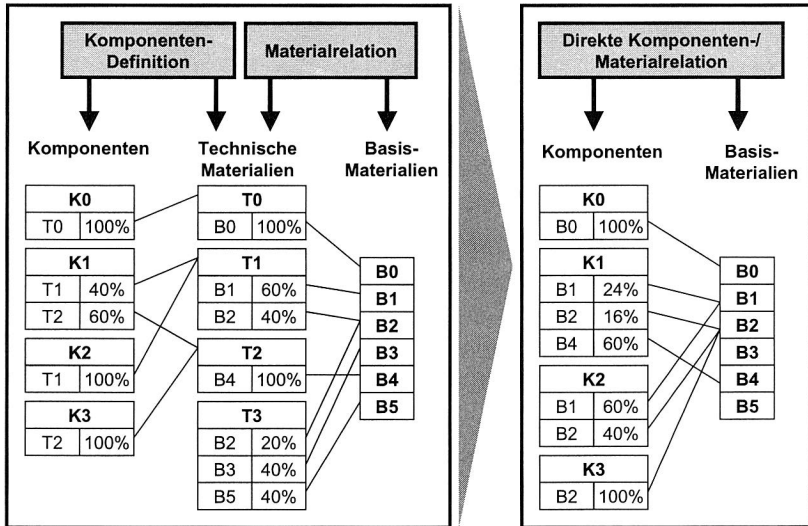 Komponenten-
Definition
Materialrelation
Komponenten
Technische
Materialien
Basis-
Materialien
K0
T0 100%
K1
T1 40%
T2 60%
K2
T1 100%
K3
T2 100%
T0
B0 100%
T1
B1 60%
B2 40%
T2
B4 100%
T3
B2 20%
B3 40%
B5 40%
B0
B1
B2
B3
B4
B5
Direkte Komponenten-/
Materialrelation
Komponenten
Basis-
Materialien
K0
B0 100%
K1
B1 24%
B2 16%
B4 60%
K2
B1 60%
B2 40%
K3
B2 100%
B0
B1
B2
B3
B4
B5